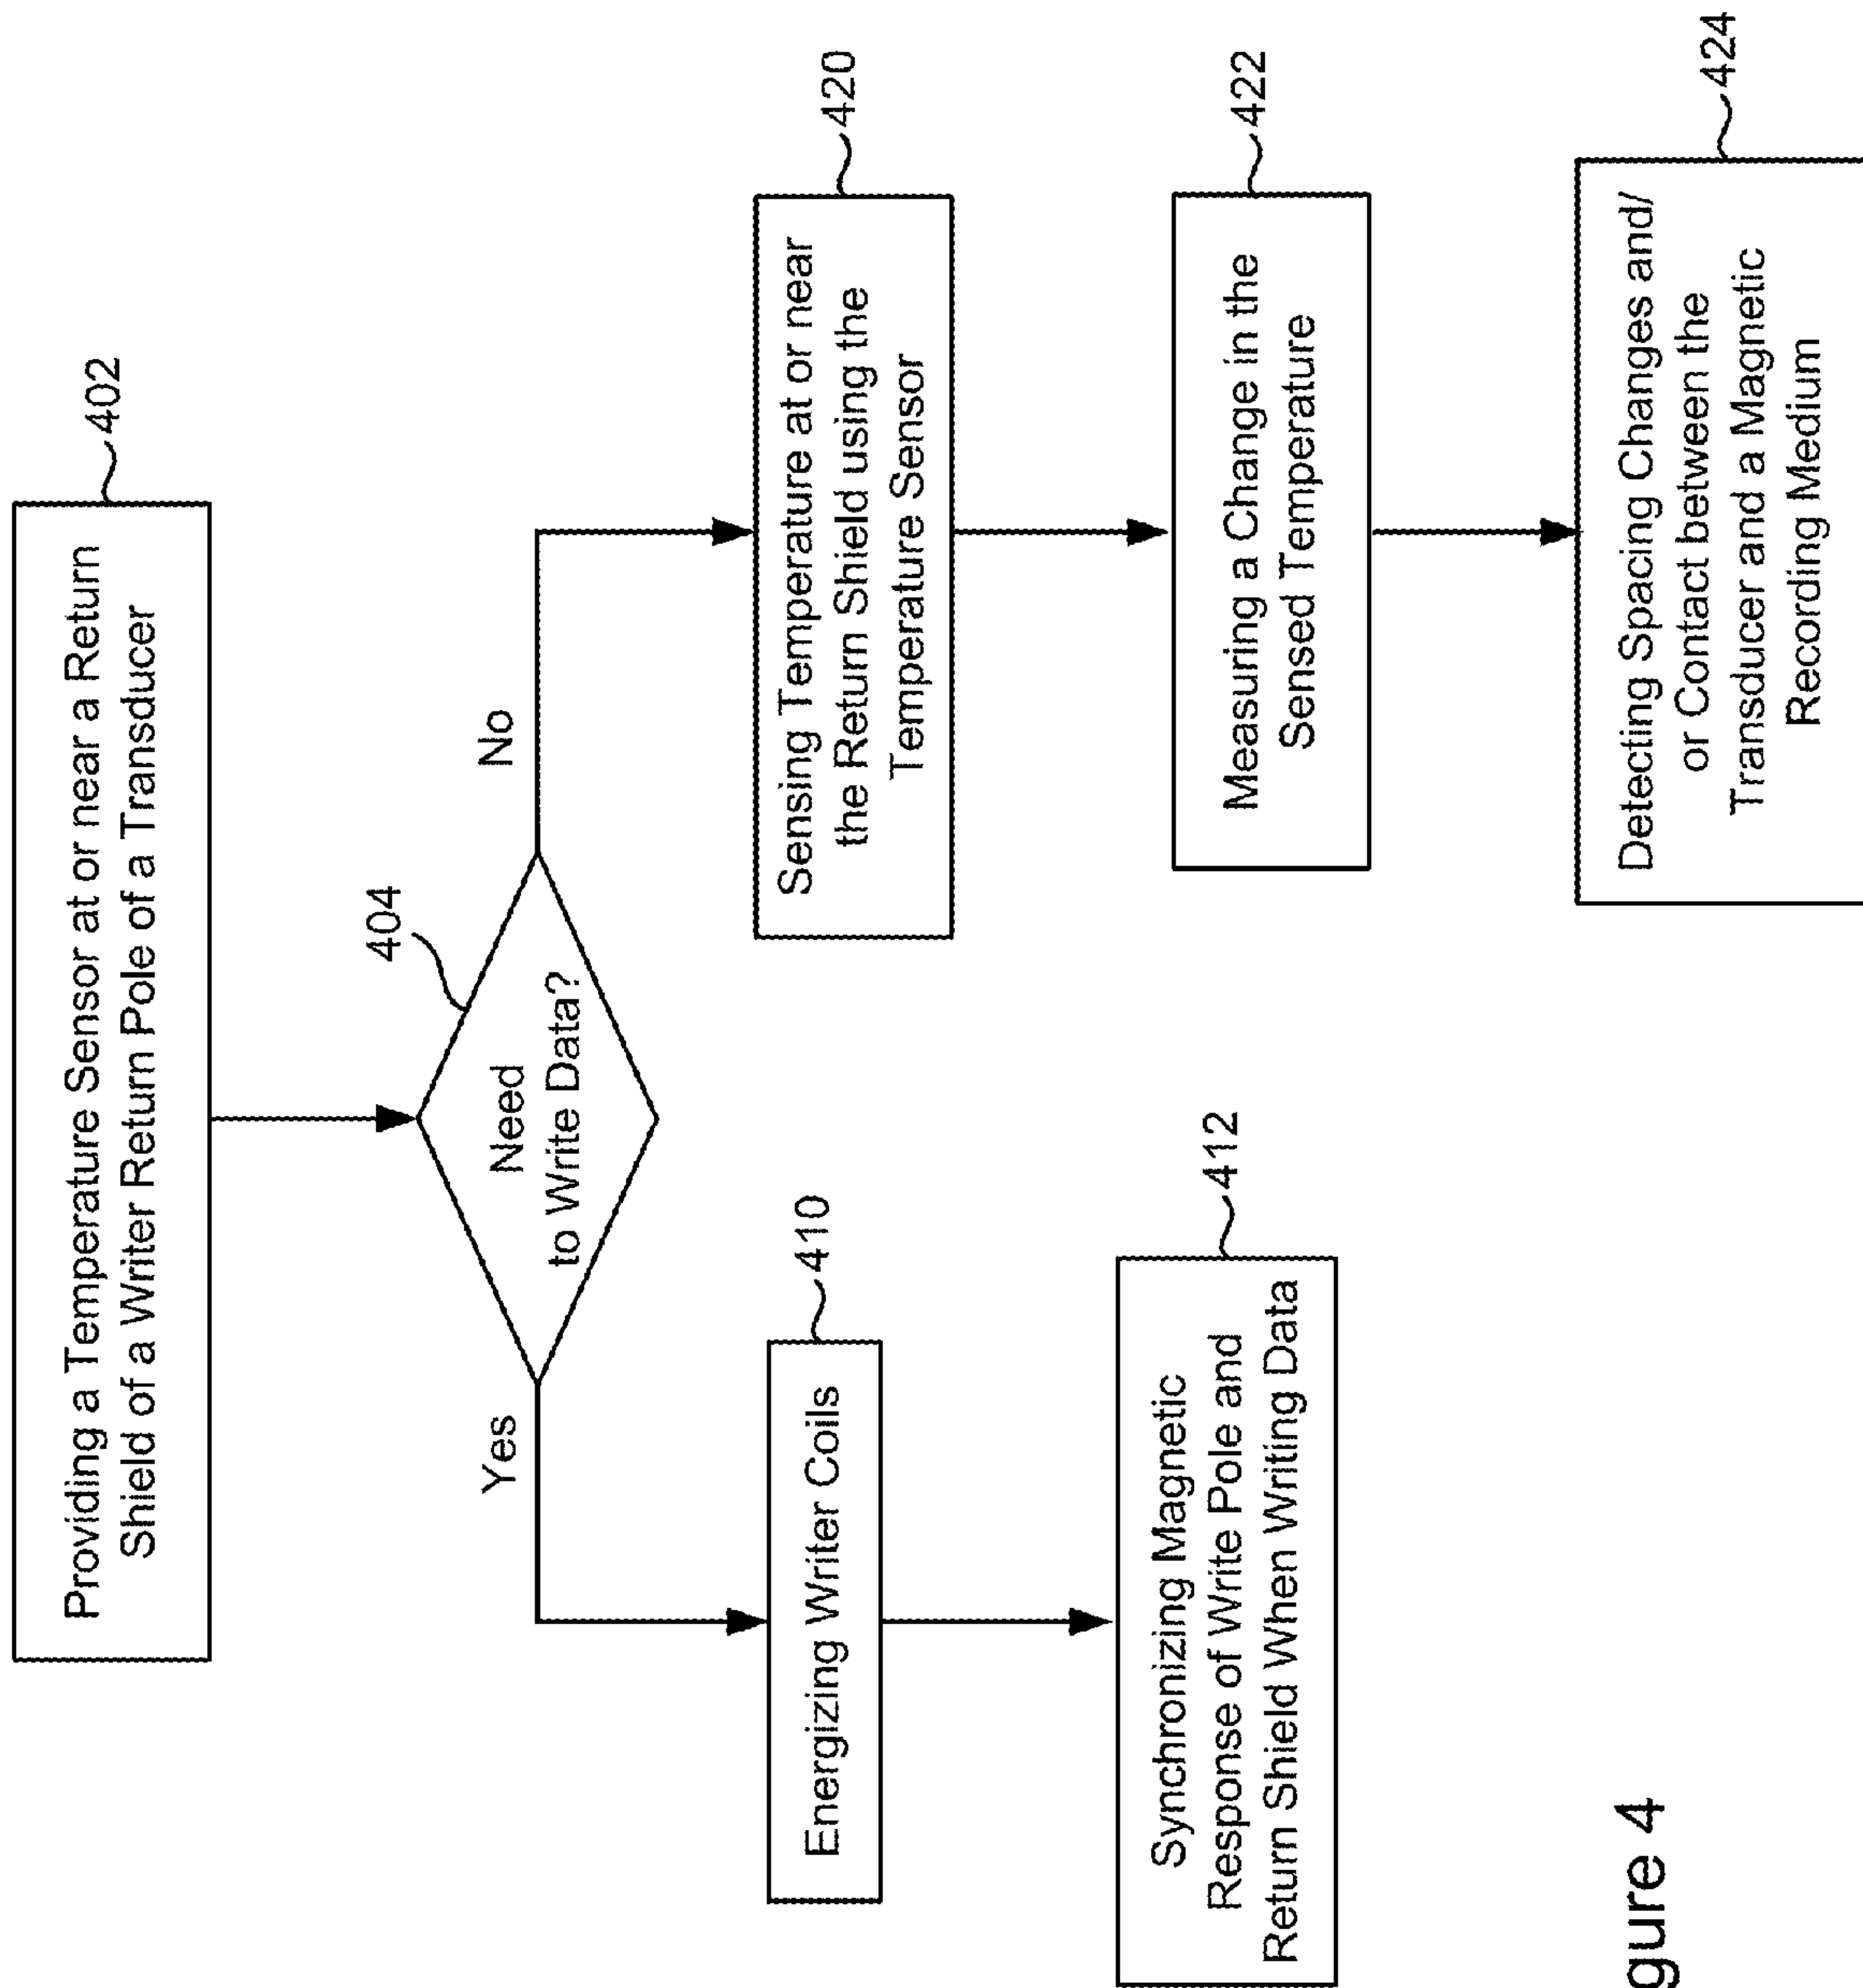 Providing a Temperature Sensor at or near a Return
Shield of a Writer Return Pole of a Transducer
402
404
Need
to Write Data?
Yes
No
Energizing Writer Coils
410
Synchronizing Magnetic
Response of Write Pole and
Return Shield When Writing Data
412
Sensing Temperature at or near
the Return Shield using the
Temperature Sensor
420
Measuring a Change in the
Sensed Temperature
422
Detecting Spacing Changes and/
or Contact between the
Transducer and a Magnetic
Recording Medium
424
gure 4